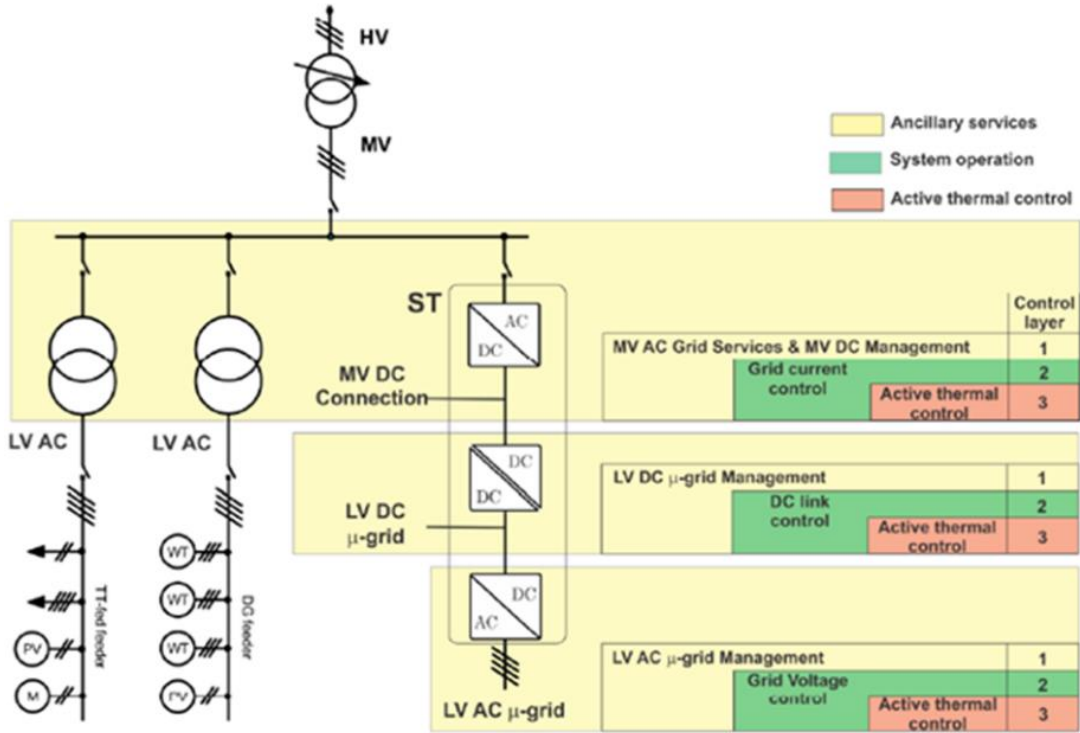 HV
MV
Ancillary services
System operation
Active thermal control
ST
AC
DC
MV DC
Connection
Control
layer
MV AC Grid Services & MV DC Management 1
Grid current
control
2
Active thermal
control
3
LV AC
LV AC
DC
DC
LV DC
μ-grid
LV DC μ-grid Management 1
DC link
control
2
Active thermal
control
3
WT
WT
WT
PV
PV
M
TT-fed feeder
DG feeder
DC
AC
LV AC μ-grid
LV AC μ-grid Management 1
Grid Voltage
control
2
Active thermal
control
3